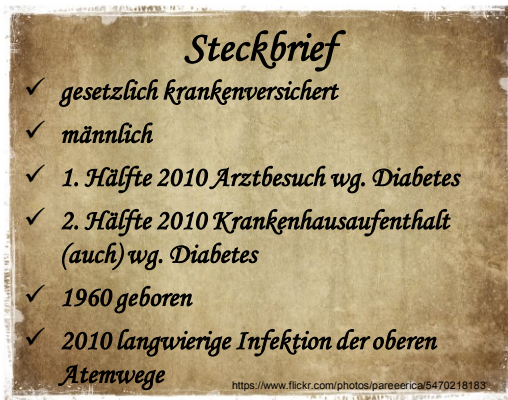 Steckbrief
✓ gesetzlich krankenversichert
✓ männlich
✓ 1. Hälfte 2010 Arztbesuch wg. Diabetes
✓ 2. Hälfte 2010 Krankenhausaufenthalt
(auch) wg. Diabetes
✓ 1960 geboren
✓ 2010 langwierige Infektion der oberen
Atemwege
https://www.flickr.com/photos/pareeerica/5470218183